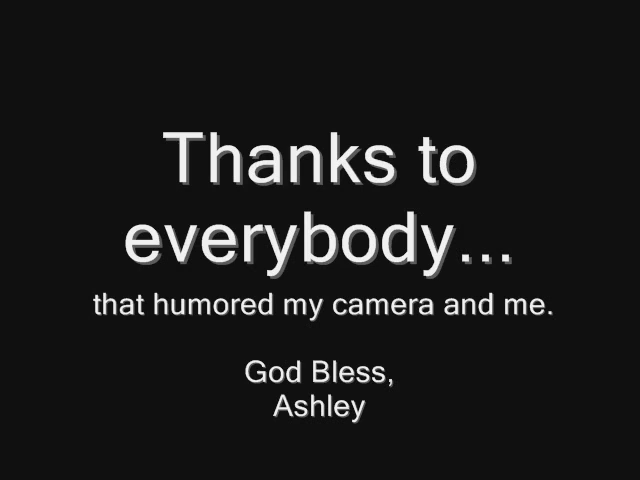 Thanks to
everybody...
that humored my camera and me.
God Bless,
Ashley